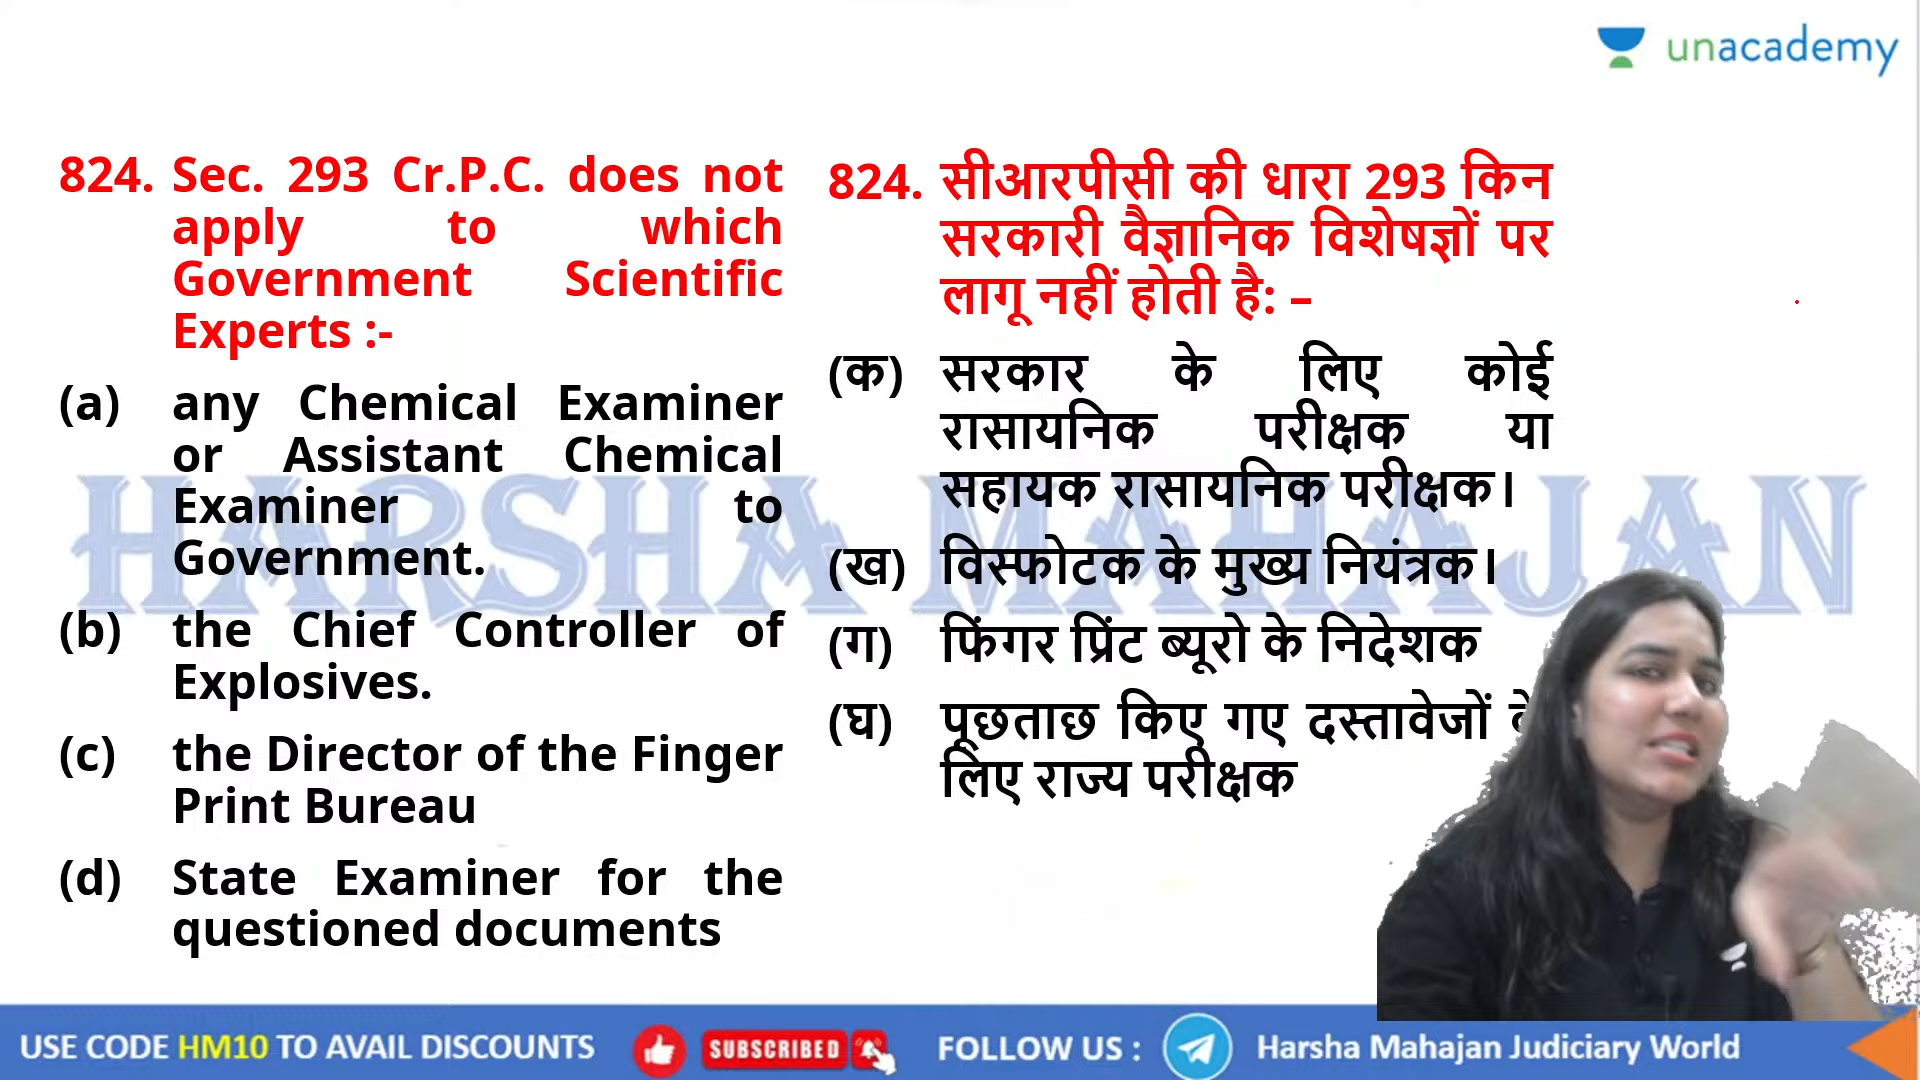 unacademy
824. Sec. 293 Cr.P.C. does not
apply to which
Government Scientific
Experts :-
(a) any Chemical Examiner
or Assistant Chemical
Examiner to
Government.
(b) the Chief Controller of
Explosives.
(c) the Director of the Finger
Print Bureau
(d) State Examiner for the
questioned documents
824. सीआरपीसी की धारा 293 किन
सरकारी वैज्ञानिक विशेषज्ञों पर
लागू नहीं होती है: –
(क) सरकार के लिए कोई
रासायनिक परीक्षक या
सहायक रासायनिक परीक्षक।
(ख) विस्फोटक के मुख्य नियंत्रक।
(ग) फिंगर प्रिंट ब्यूरो के निदेशक
(घ) पूछताछ किए गए दस्तावेजों
लिए राज्य परीक्षक
HARSHA MAHAJAN
USE CODE HM10 TO AVAIL DISCOUNTS
SUBSCRIBED
FOLLOW US :
Harsha Mahajan Judiciary World